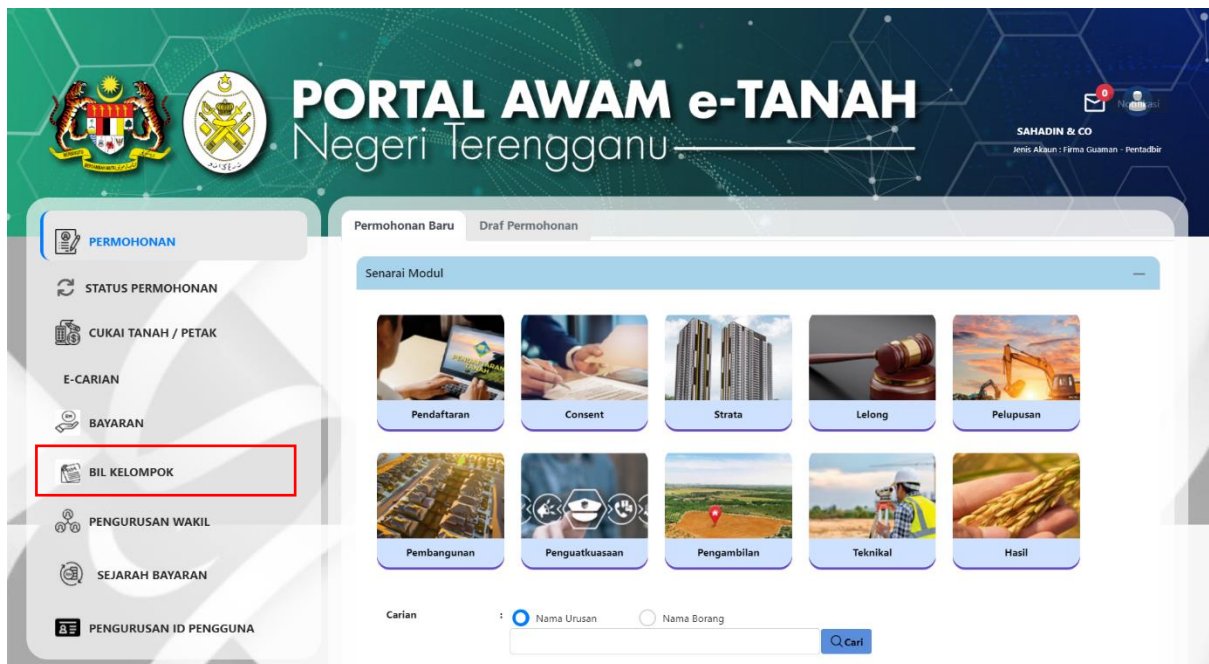 PORTAL AWAM e-TANAH
Negeri Terengganu
0
Notifikasi
SAHADIN & CO
Jenis Akaun : Firma Guaman - Pentadbir
PERMOHONAN
STATUS PERMOHONAN
CUKAI TANAH / PETAK
E-CARIAN
BAYARAN
BIL KELOMPOK
PENGURUSAN WAKIL
SEJARAH BAYARAN
PENGURUSAN ID PENGGUNA
Permohonan Baru Draf Permohonan
Senarai Modul
Pendaftaran Consent Strata Lelong Pelupusan
Pembangunan Penguatkuasaan Pengambilan Teknikal Hasil
Carian : Nama Urusan Nama Borang
Cari